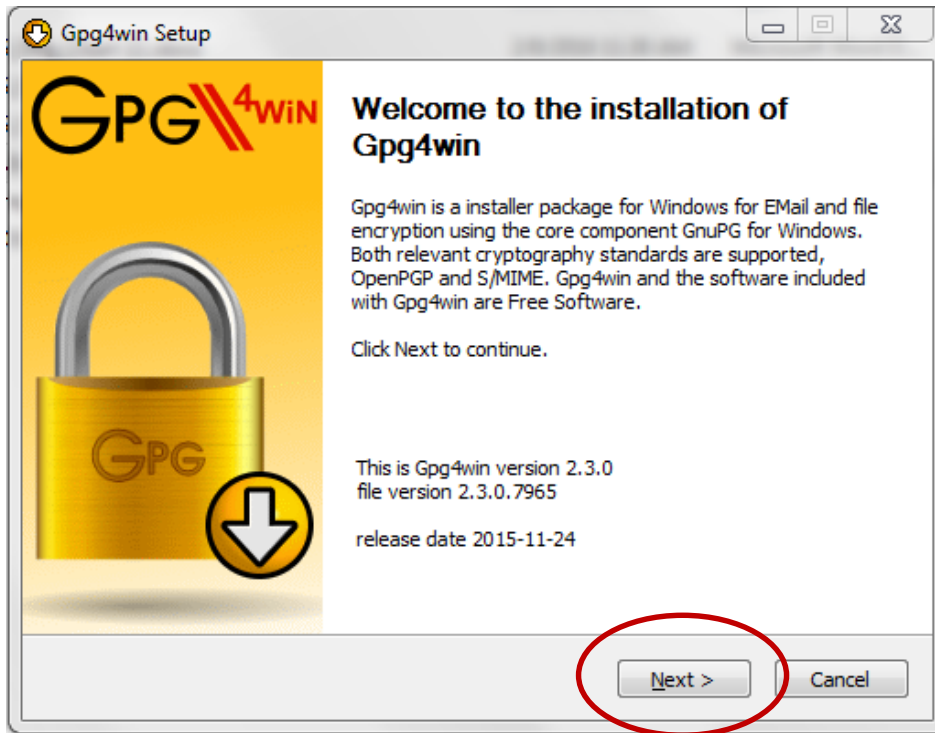 Gpg4win Setup
GPG4WiN
Welcome to the installation of
Gpg4win
Gpg4win is a installer package for Windows for EMail and file
encryption using the core component GnuPG for Windows.
Both relevant cryptography standards are supported,
OpenPGP and S/MIME. Gpg4win and the software included
with Gpg4win are Free Software.
Click Next to continue.
GPG
This is Gpg4win version 2.3.0
file version 2.3.0.7965
release date 2015-11-24
Next >
Cancel